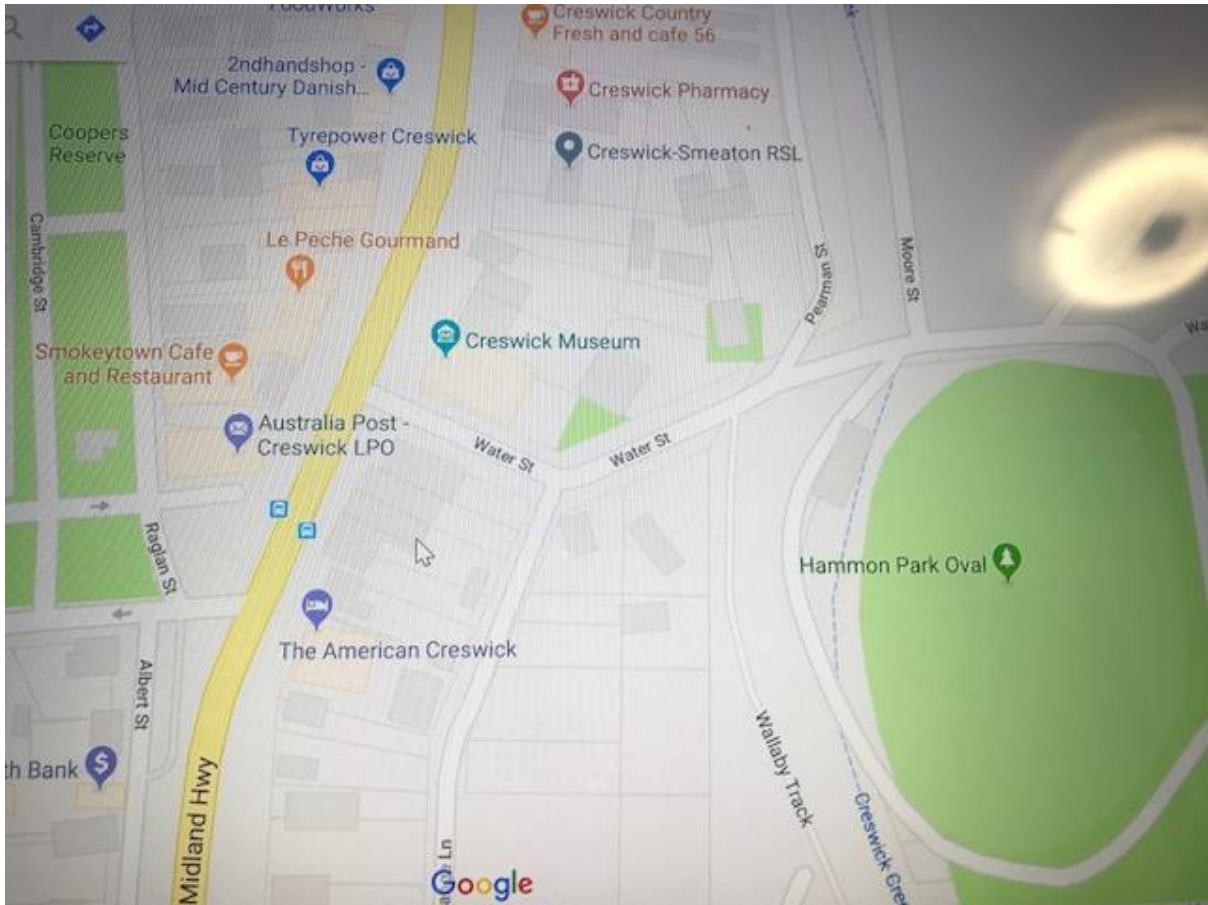 FoodWorks
Creswick Country
Fresh and cafe 56
2ndhandshop -
Mid Century Danish...
Creswick Pharmacy
Coopers
Reserve
Tyrepower Creswick
Creswick-Smeaton RSL
Cambridge St
Le Peche Gourmand
Pearman St
Moore St
Creswick Museum
Smokeytown Cafe
and Restaurant
Australia Post -
Creswick LPO
Water St
Water St
Raglan St
Hammon Park Oval
The American Creswick
Albert St
Wallaby Track
th Bank
$
Midland Hwy
Creswick Cree
Ln
Google